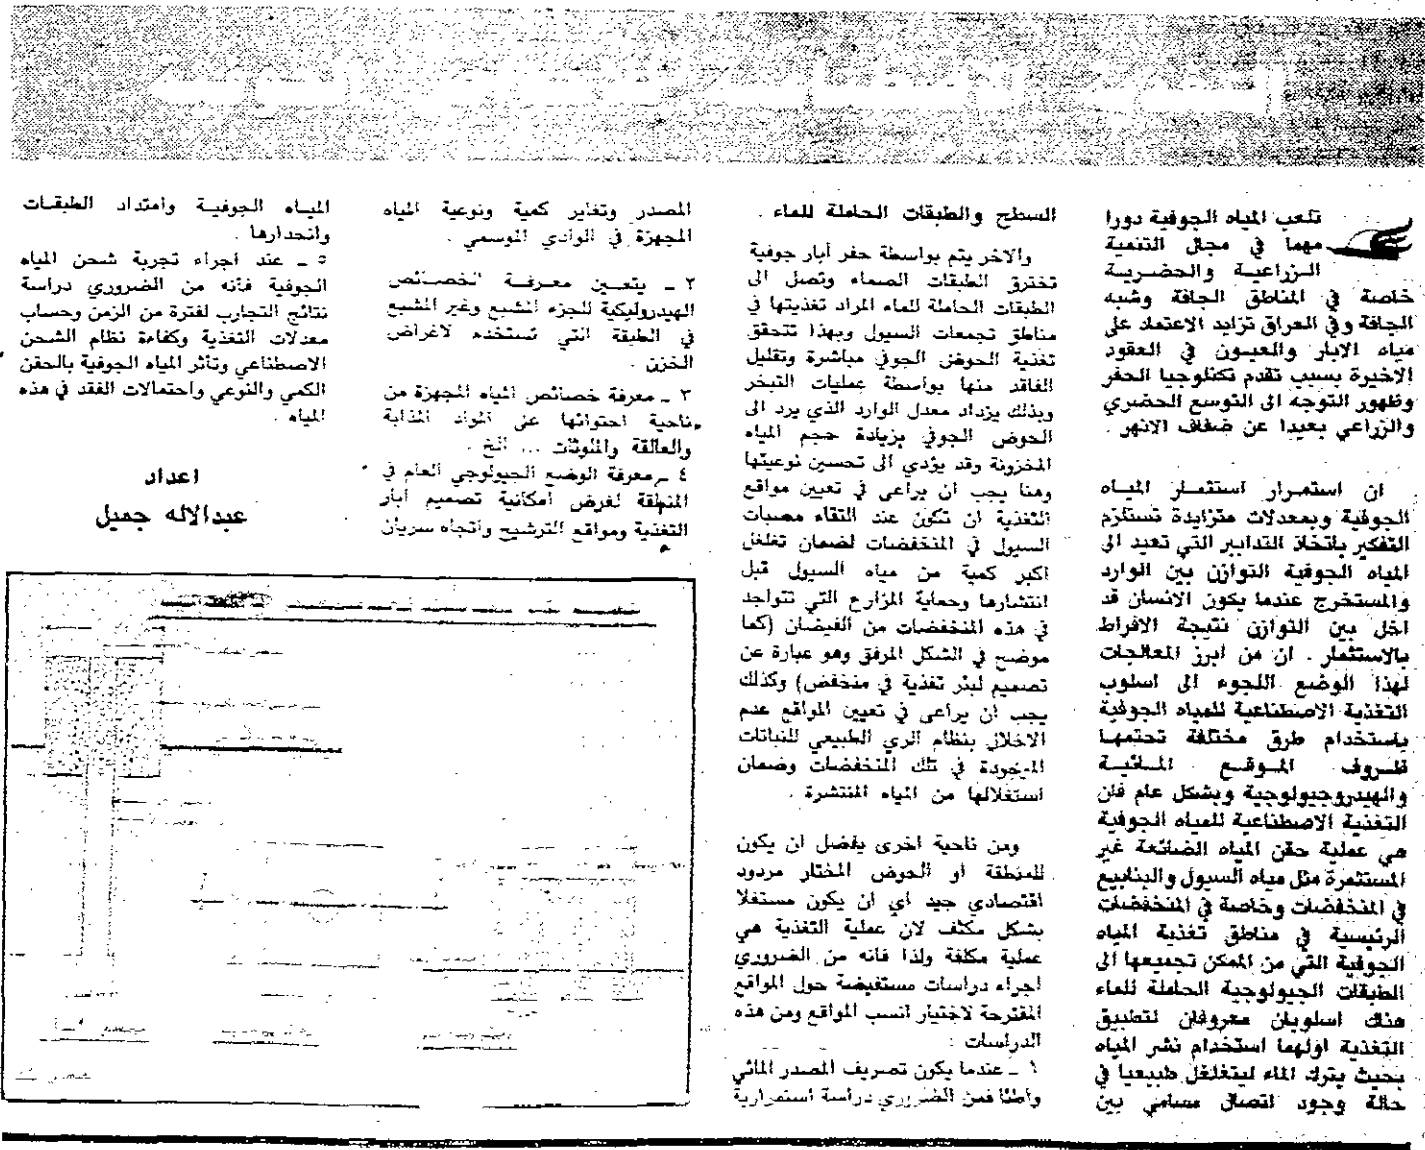 التغذية الاصطناعية للمياه الجوفية
تلعب المياه الجوفية دورا
مهما في مجال التنمية
الزراعية والحضرية
خاصة في المناطق الجافة وشبه
الجافة وفي العراق تزايد الاعتماد على
مياه الابار والعيون في العقود
الاخيرة بسبب تقدم تكنلوجيا الحفر
وظهور التوجه الى التوسع الحضري
والزراعي بعيدا عن ضفاف الانهر .
ان استمرار استثمار المياه
الجوفية وبمعدلات متزايدة تستلزم
التفكير باتخاذ التدابير التي تعيد الى
المياه الجوفية التوازن بين الوارد
والمستخرج عندما يكون الانسان قد
اخل بين التوازن نتيجة الافراط
بالاستثمار . ان من ابرز المعالجات
لهذا الوضع اللجوء الى اسلوب
التغذية الاصطناعية للمياه الجوفية
باستخدام طرق مختلفة تحتمها
ظروف الموقع المائية
والهيدروجيولوجية وبشكل عام فان
التغذية الاصطناعية للمياه الجوفية
هي عملية حقن المياه الضائعة غير
المستثمرة مثل مياه السيول والينابيع
في المنخفضات وخاصة في المنخفضات
الرئيسية في مناطق تغذية المياه
الجوفية التي من الممكن تجميعها الى
الطبقات الجيولوجية الحاملة للماء
هناك اسلوبان معروفان لتطبيق
التغذية اولهما استخدام نشر المياه
بحيث يترك الماء ليتغلغل طبيعيا في
حالة وجود اتصال مسامي بين
السطح والطبقات الحاملة للماء .
والاخر يتم بواسطة حفر أبار جوفية
تخترق الطبقات الصماء وتصل الى
الطبقات الحاملة للماء المراد تغذيتها في
مناطق تجمعات السيول وبهذا تتحقق
تغذية الحوض الجوفي مباشرة وتقليل
الفاقد منها بواسطة عمليات التبخر
وبذلك يزداد معدل الوارد الذي يرد الى
الحوض الجوفي بزيادة حجم المياه
المخزونة وقد يؤدي الى تحسين نوعيتها
وهنا يجب ان يراعى في تعيين مواقع
التغذية ان تكون عند التقاء مصبات
السيول في المنخفضات لضمان تغلغل
اكبر كمية من مياه السيول قبل
انتشارها وحماية المزارع التي تتواجد
في هذه المنخفضات من الفيضان (كما
موضح في الشكل المرفق وهو عبارة عن
تصميم لبئر تغذية في منخفض) وكذلك
يجب ان يراعى في تعيين المواقع عدم
الاخلال بنظام الري الطبيعي للنباتات
الموجودة في تلك المنخفضات وضمان
استغلالها من المياه المنتشرة .
ومن ناحية اخرى يفضل ان يكون
للمنطقة أو الحوض المختار مردود
اقتصادي جيد أي ان يكون مستغلا
بشكل مكثف لان عملية التغذية هي
عملية مكلفة ولذا فانه من الضروري
اجراء دراسات مستفيضة حول المواقع
المقترحة لاختيار انسب المواقع ومن هذه
الدراسات :
١ ـ عندما يكون تصريف المصدر المائي
واطئا فمن الضروري دراسة استمرارية
المصدر وتغاير كمية ونوعية المياه
المجهزة في الوادي الموسمي .
٢ ـ يتعين معرفة الخصائص
الهيدروليكية للجزء المشبع وغير المشبع
في الطبقة التي تستخدم لاغراض
الخزن .
٣ ـ معرفة خصائص المياه المجهزة من
ناحية احتوائها على المواد المذابة
والعالقة والملوثات ... الخ .
٤ ـ معرفة الوضع الجيولوجي العام في
المنطقة لغرض أمكانية تصميم أبار
التغذية ومواقع الترشيح واتجاه سريان
المياه الجوفية وامتداد الطبقات
وانحدارها .
٥ ـ عند اجراء تجربة شحن المياه
الجوفية فأنه من الضروري دراسة
نتائج التجارب لفترة من الزمن وحساب
معدلات التغذية وكفاءة نظام الشحن
الاصطناعي وتأثر المياه الجوفية بالحقن
الكمي والنوعي واحتمالات الفقد في هذه
المياه .
اعداد
عبدالاله جميل